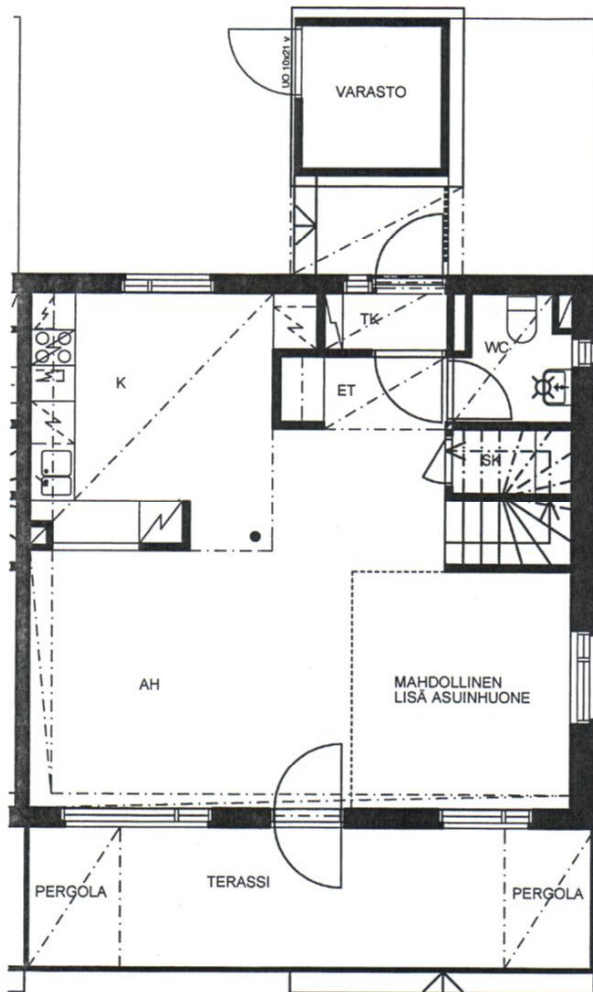 UO 10x21 v
VARASTO
TK
WC
K
ET
SK
AH
MAHDOLLINEN
LISÄ ASUINHUONE
PERGOLA
TERASSI
PERGOLA